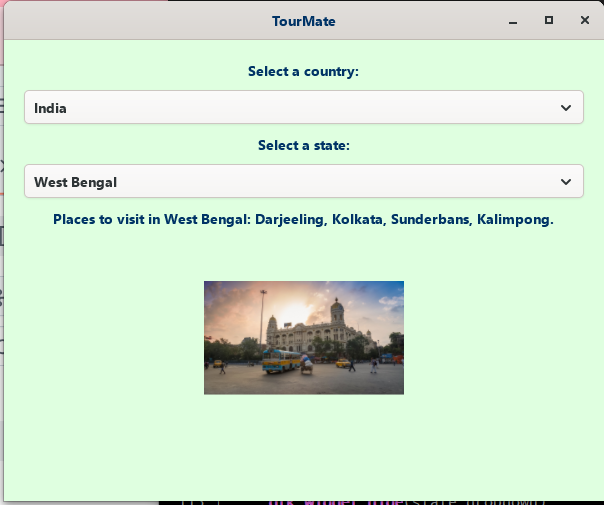 TourMate
Select a country:
India
Select a state:
West Bengal
Places to visit in West Bengal: Darjeeling, Kolkata, Sunderbans, Kalimpong.